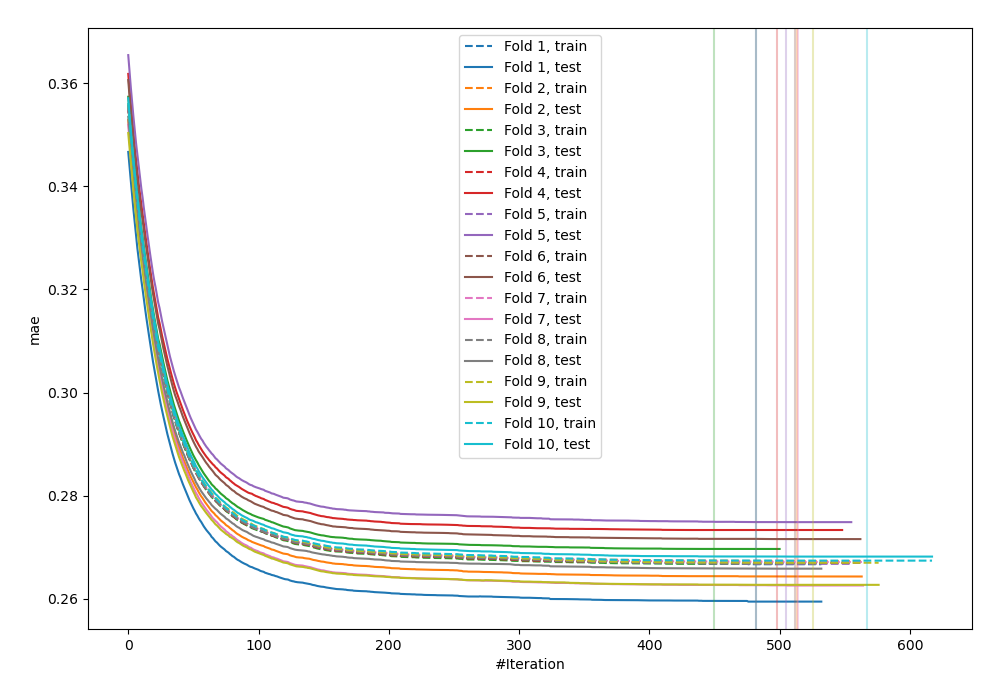 0.36
0.34
0.32
0.30
0.28
0.26
mae
0
100
200
300
400
500
600
#Iteration
Fold 1, train
Fold 1, test
Fold 2, train
Fold 2, test
Fold 3, train
Fold 3, test
Fold 4, train
Fold 4, test
Fold 5, train
Fold 5, test
Fold 6, train
Fold 6, test
Fold 7, train
Fold 7, test
Fold 8, train
Fold 8, test
Fold 9, train
Fold 9, test
Fold 10, train
Fold 10, test